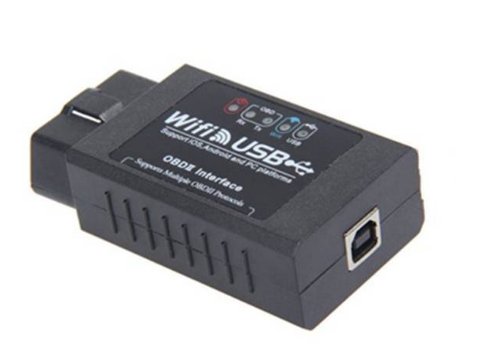 OBD
Rx Tx Wifi USB
Wifi USB
Support iOS,Android and PC platforms
OBDII Interface
Supports Multiple OBDII Protocols